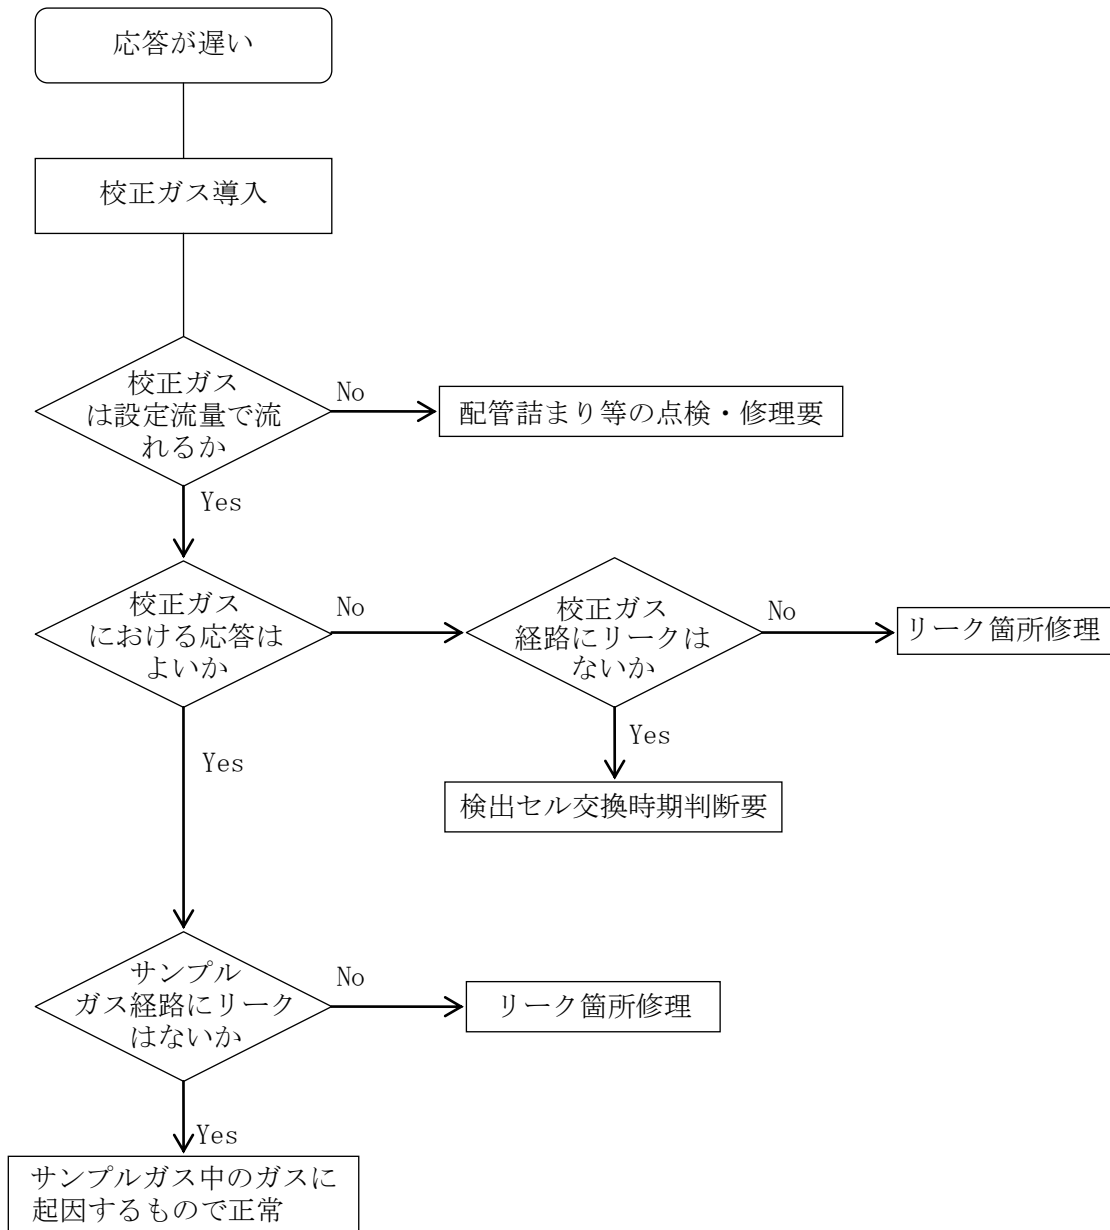 応答が遅い
校正ガス導入
校正ガス
は設定流量で流
れるか
No
配管詰まり等の点検・修理要
Yes
校正ガス
における応答は
よいか
No
校正ガス
経路にリークは
ないか
No
リーク箇所修理
Yes
検出セル交換時期判断要
Yes
サンプル
ガス経路にリーク
はないか
No
リーク箇所修理
Yes
サンプルガス中のガスに
起因するもので正常